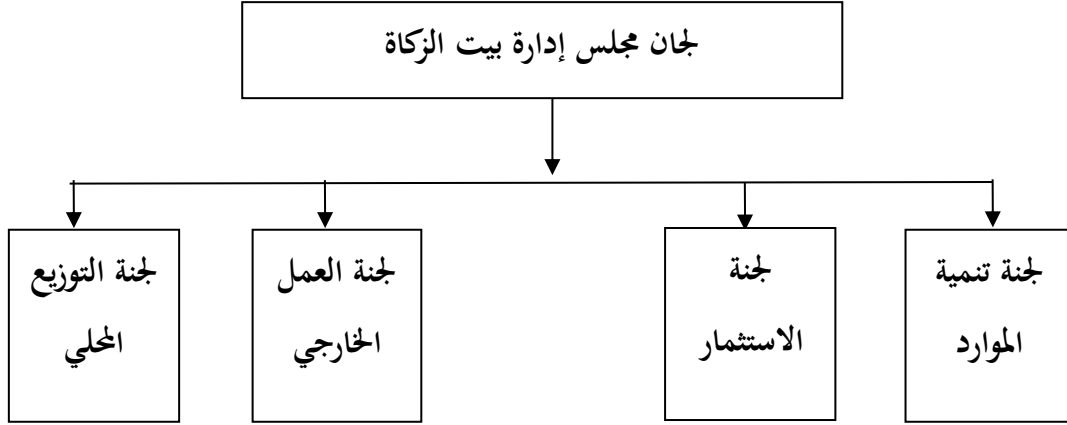 لجان مجلس إدارة بيت الزكاة
لجنة تنمية
الموارد
لجنة
الاستثمار
لجنة العمل
الخارجي
لجنة التوزيع
المحلي